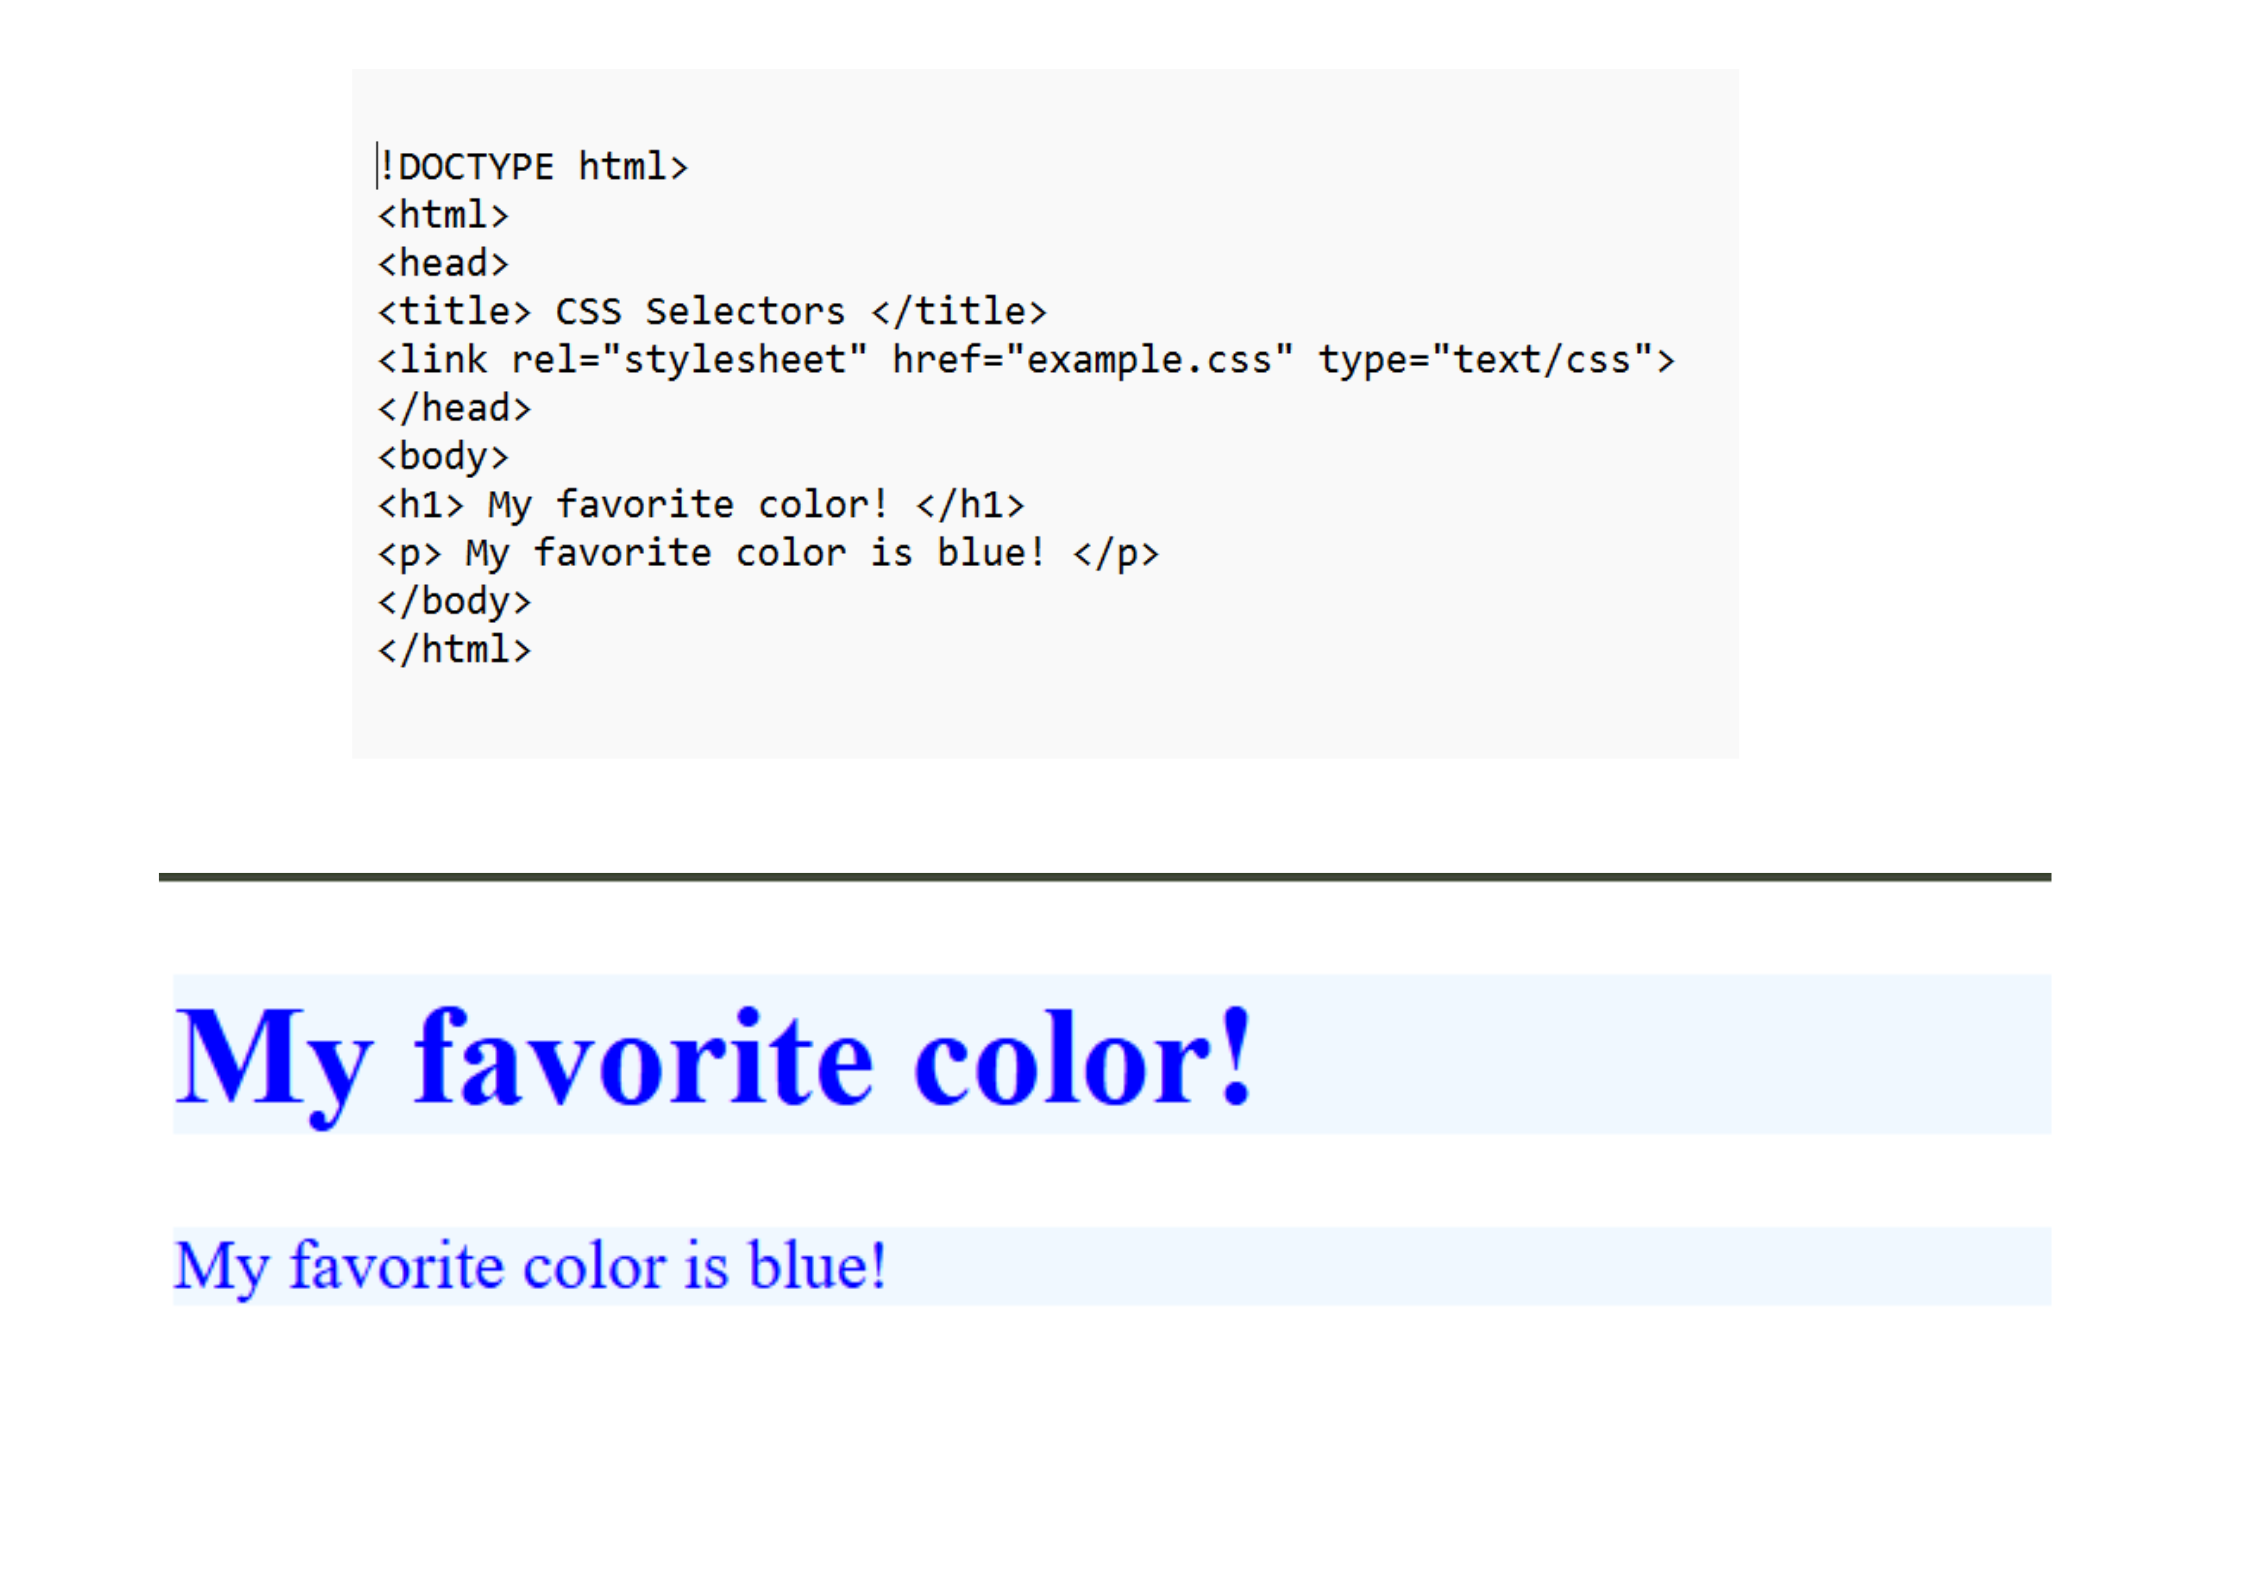 !DOCTYPE html>
<html>
<head>
<title> CSS Selectors </title>
<link rel="stylesheet" href="example.css" type="text/css">
</head>
<body>
<h1> My favorite color! </h1>
<p> My favorite color is blue! </p>
</body>
</html>
My favorite color!
My favorite color is blue!